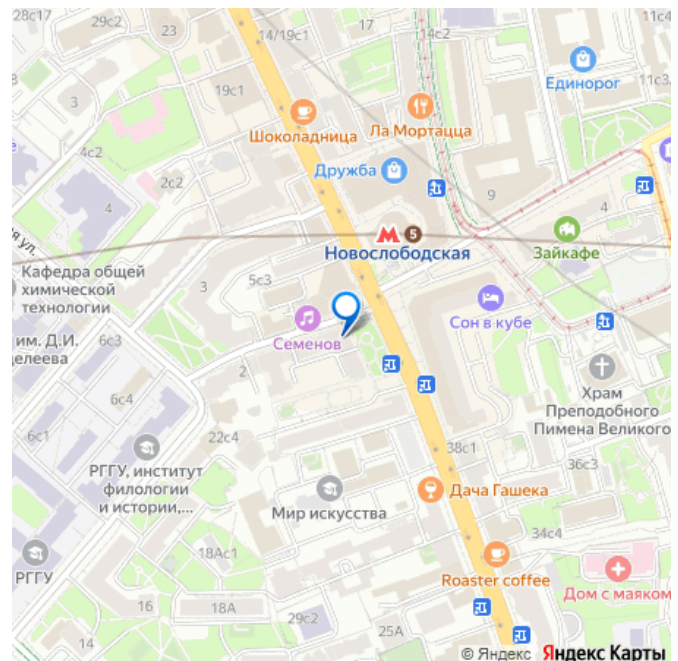 28с17
29с2
23
14/19с1
17
14с2
Единорог
11с3
3
19с1
Шоколадница
Ла Мортацца
4с2
2с2
Дружба
9
4
4
Новослободская
5
Зайкафе
я ул.
Кафедра общей
химической
технологии
3
5с3
Сон в кубе
им. Д.И.
делеева
Семенов
2
6с3
6с4
Храм
Преподобного
Пимена Великого
6с1
22с4
38с1
36с3
РГГУ, институт
филологии
и истории,...
Мир искусства
Дача Гашека
34с4
РГГУ
18Ас1
Roaster coffee
Дом с маяком
16
18А
29с2
25А
14
© Яндекс Яндекс Карты